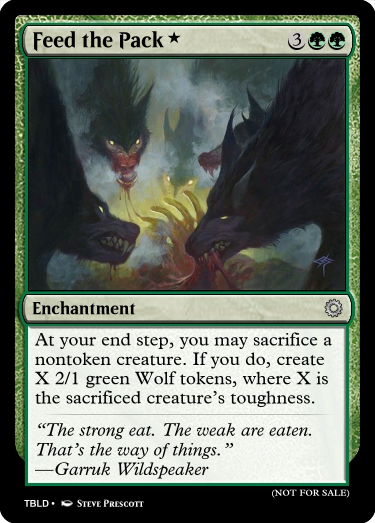 Feed the Pack★ 3
Enchantment
At your end step, you may sacrifice a
nontoken creature. If you do, create
X 2/1 green Wolf tokens, where X is
the sacrificed creature's toughness.
“The strong eat. The weak are eaten.
That's the way of things.”
—Garruk Wildspeaker
TBLD • Steve Prescott
(NOT FOR SALE)